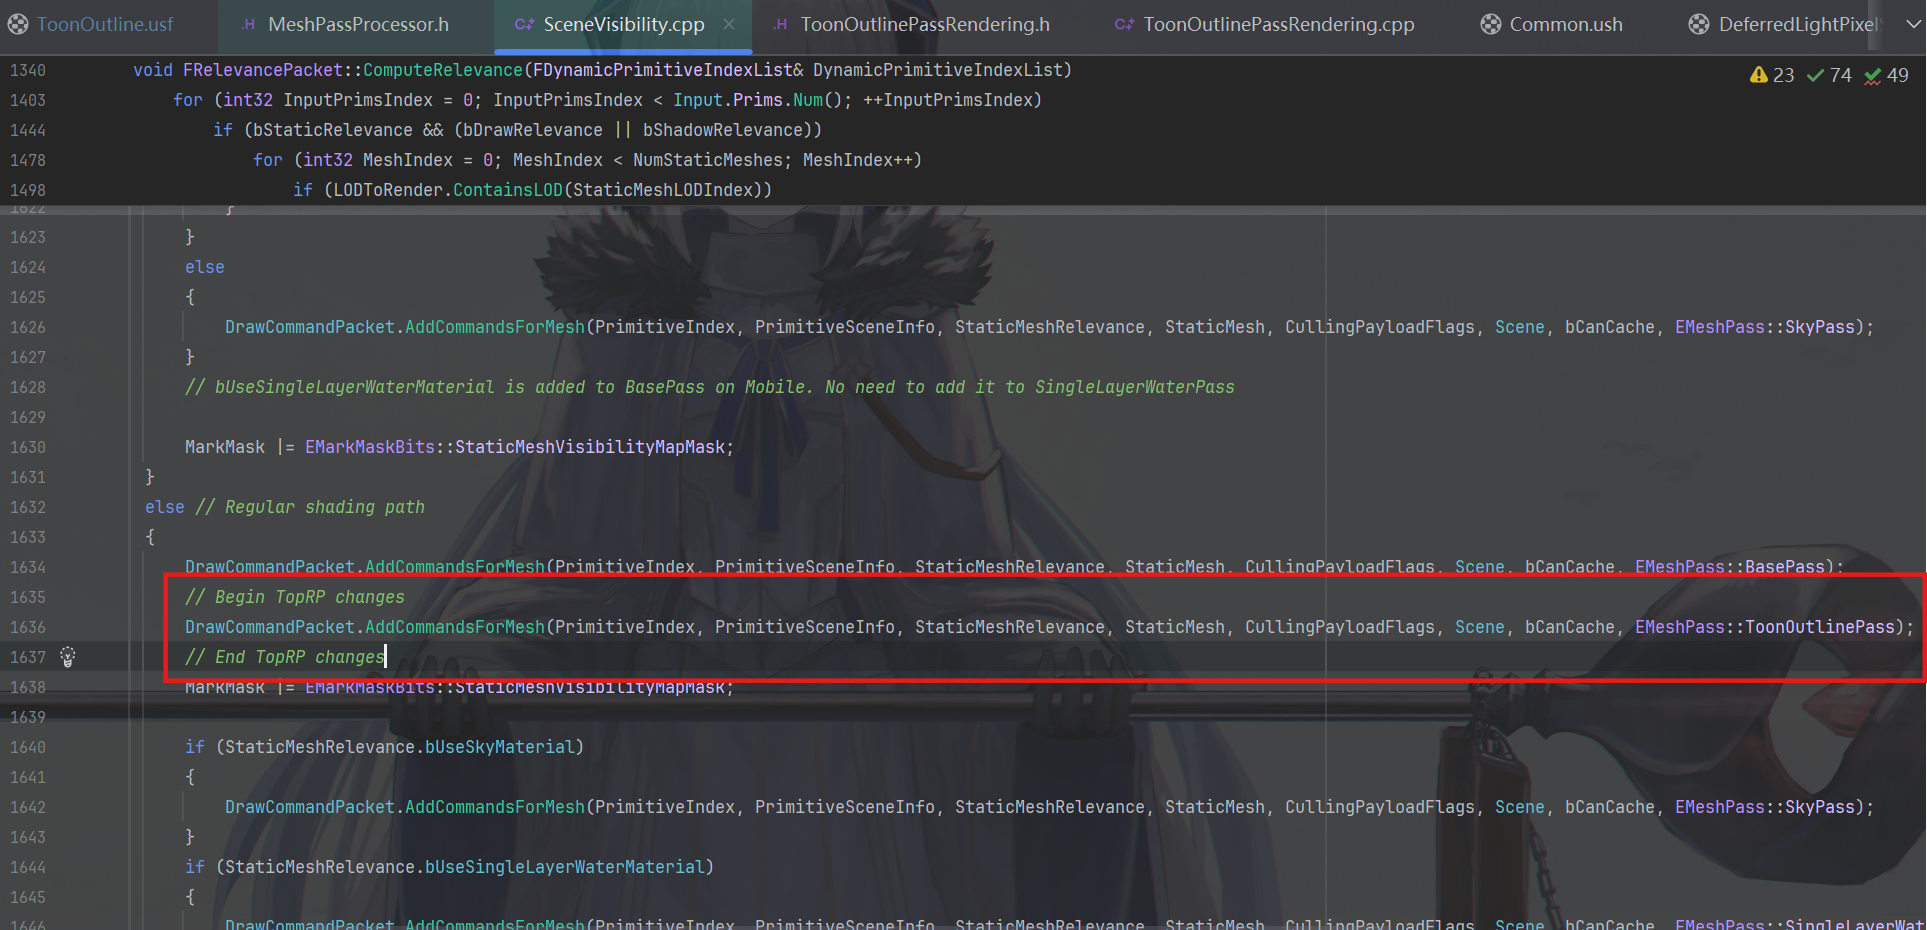 ToonOutline.usf .H MeshPassProcessor.h C++ SceneVisibility.cpp × .H ToonOutlinePassRendering.h C++ ToonOutlinePassRendering.cpp Common.ush DeferredLightPixel
1340 void FRelevancePacket::ComputeRelevance(FDynamicPrimitiveIndexList& DynamicPrimitiveIndexList)
23 74 49
1403 for (int32 InputPrimsIndex = 0; InputPrimsIndex < Input.Prims.Num(); ++InputPrimsIndex)
1444 if (bStaticRelevance && (bDrawRelevance || bShadowRelevance))
1478 for (int32 MeshIndex = 0; MeshIndex < NumStaticMeshes; MeshIndex++)
1498 if (LODToRender.ContainsLOD(StaticMeshLODIndex))
1622 }
1623 }
1624 else
1625 {
1626 DrawCommandPacket.AddCommandsForMesh(PrimitiveIndex, PrimitiveSceneInfo, StaticMeshRelevance, StaticMesh, CullingPayloadFlags, Scene, bCanCache, EMeshPass::SkyPass);
1627 }
1628 // bUseSingleLayerWaterMaterial is added to BasePass on Mobile. No need to add it to SingleLayerWaterPass
1629
1630 MarkMask |= EMarkMaskBits::StaticMeshVisibilityMapMask;
1631 }
1632 else // Regular shading path
1633 {
1634 DrawCommandPacket.AddCommandsForMesh(PrimitiveIndex, PrimitiveSceneInfo, StaticMeshRelevance, StaticMesh, CullingPayloadFlags, Scene, bCanCache, EMeshPass::BasePass);
1635 // Begin TopRP changes
1636 DrawCommandPacket.AddCommandsForMesh(PrimitiveIndex, PrimitiveSceneInfo, StaticMeshRelevance, StaticMesh, CullingPayloadFlags, Scene, bCanCache, EMeshPass::ToonOutlinePass);
1637 // End TopRP changes
1638 MarkMask |= EMarkMaskBits::StaticMeshVisibilityMapMask;
1639
1640 if (StaticMeshRelevance.bUseSkyMaterial)
1641 {
1642 DrawCommandPacket.AddCommandsForMesh(PrimitiveIndex, PrimitiveSceneInfo, StaticMeshRelevance, StaticMesh, CullingPayloadFlags, Scene, bCanCache, EMeshPass::SkyPass);
1643 }
1644 if (StaticMeshRelevance.bUseSingleLayerWaterMaterial)
1645 {
1646 DrawCommandPacket.AddCommandsForMesh(PrimitiveIndex, PrimitiveSceneInfo, StaticMeshRelevance, StaticMesh, CullingPayloadFlags, Scene, bCanCache, EMeshPass::SingleLayerWat